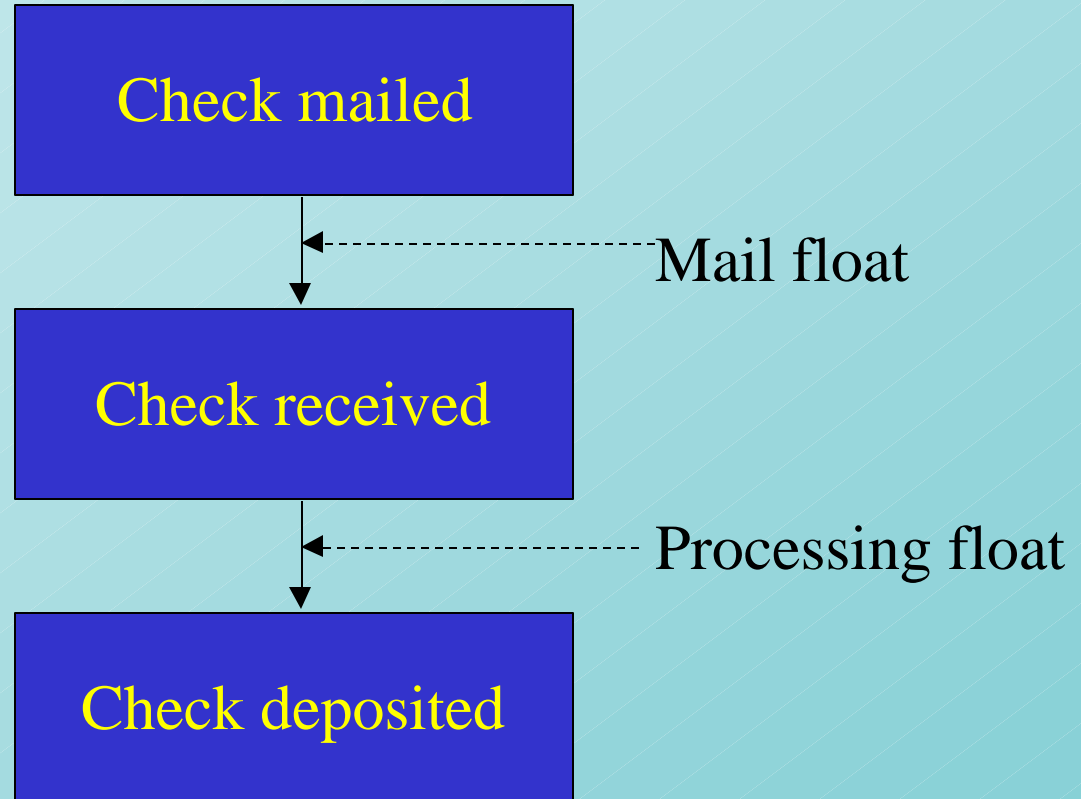 Check mailed
Mail float
Check received
Processing float
Check deposited